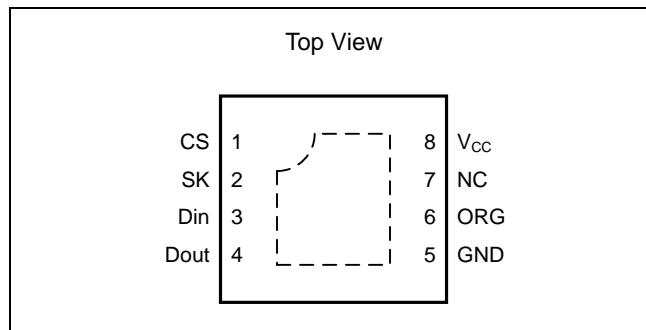 Top View
CS 1 8 VCC
SK 2 7 NC
Din 3 6 ORG
Dout 4 5 GND